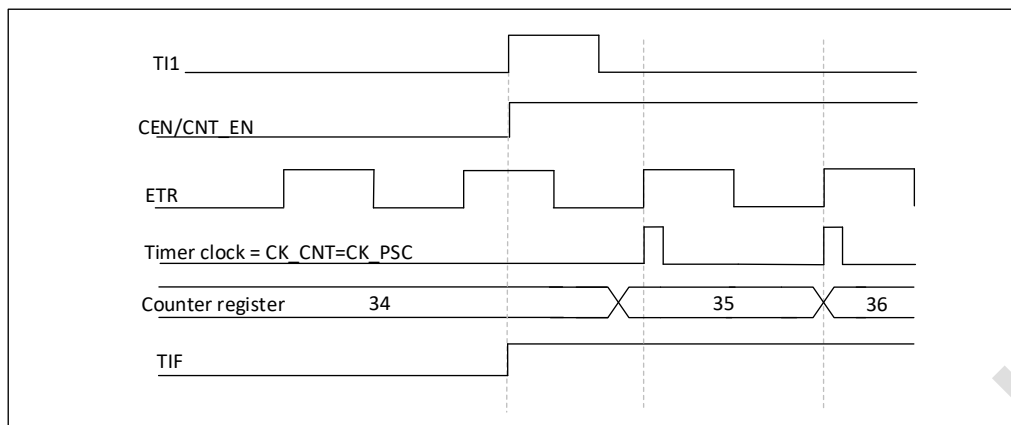 TI1
CEN/CNT_EN
ETR
Timer clock = CK_CNT=CK_PSC
Counter register 34 35 36
TIF